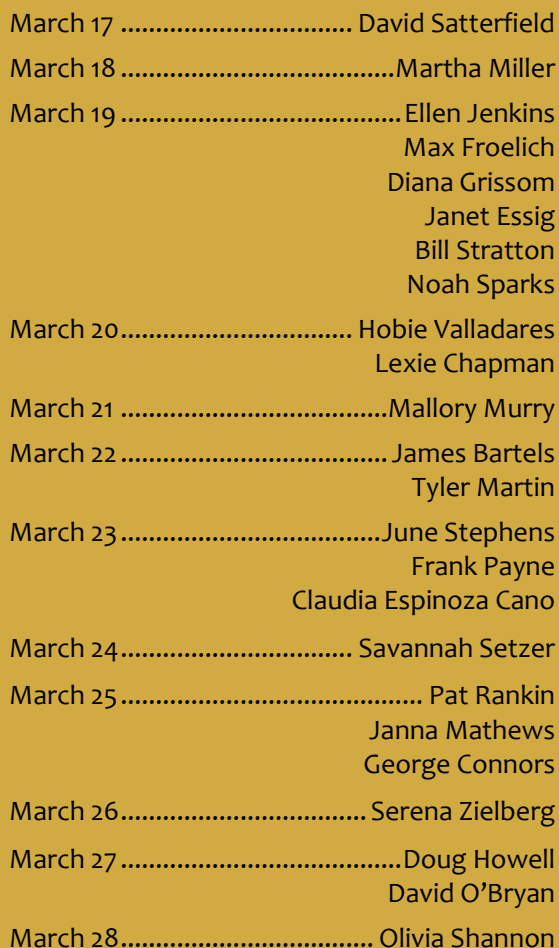 March 17 ................................. David Satterfield
March 18 .......................................Martha Miller
March 19 ........................................Ellen Jenkins
Max Froelich
Diana Grissom
Janet Essig
Bill Stratton
Noah Sparks
March 20................................. Hobie Valladares
Lexie Chapman
March 21 ......................................Mallory Murry
March 22 ...................................... James Bartels
Tyler Martin
March 23 .....................................June Stephens
Frank Payne
Claudia Espinoza Cano
March 24................................. Savannah Setzer
March 25 ........................................... Pat Rankin
Janna Mathews
George Connors
March 26................................... Serena Zielberg
March 27 ........................................Doug Howell
David O’Bryan
March 28.................................... Olivia Shannon